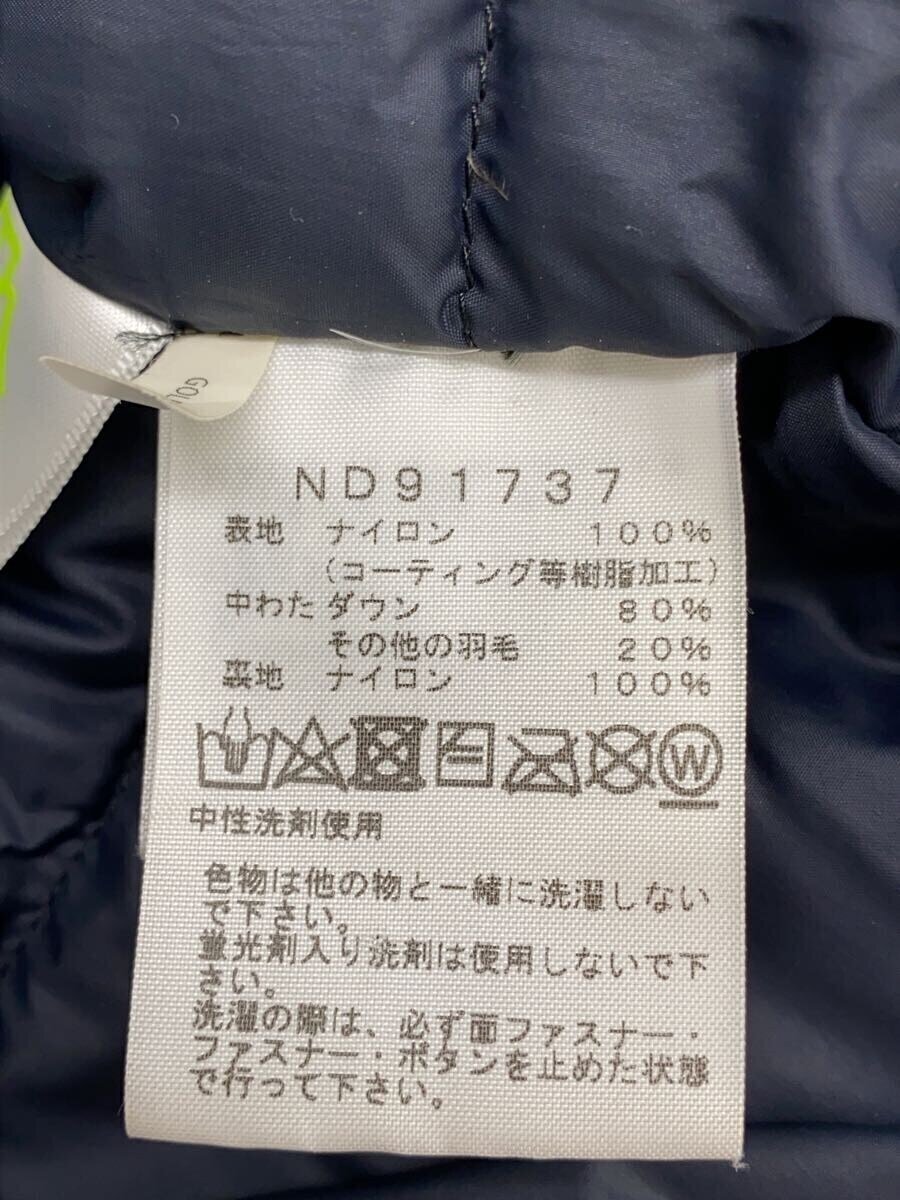 GOL
ND91737
表地 ナイロン 100%
(コーティング等樹脂加工)
中わた ダウン 80%
その他の羽毛 20%
裏地 ナイロン 100%
W
中性洗剤使用
色物は他の物と一緒に洗濯しない
で下さい。
蛍光剤入り洗剤は使用しないで下
さい。
洗濯の際は、必ず面ファスナー・
ファスナー・ボタンを止めた状態
で行って下さい。